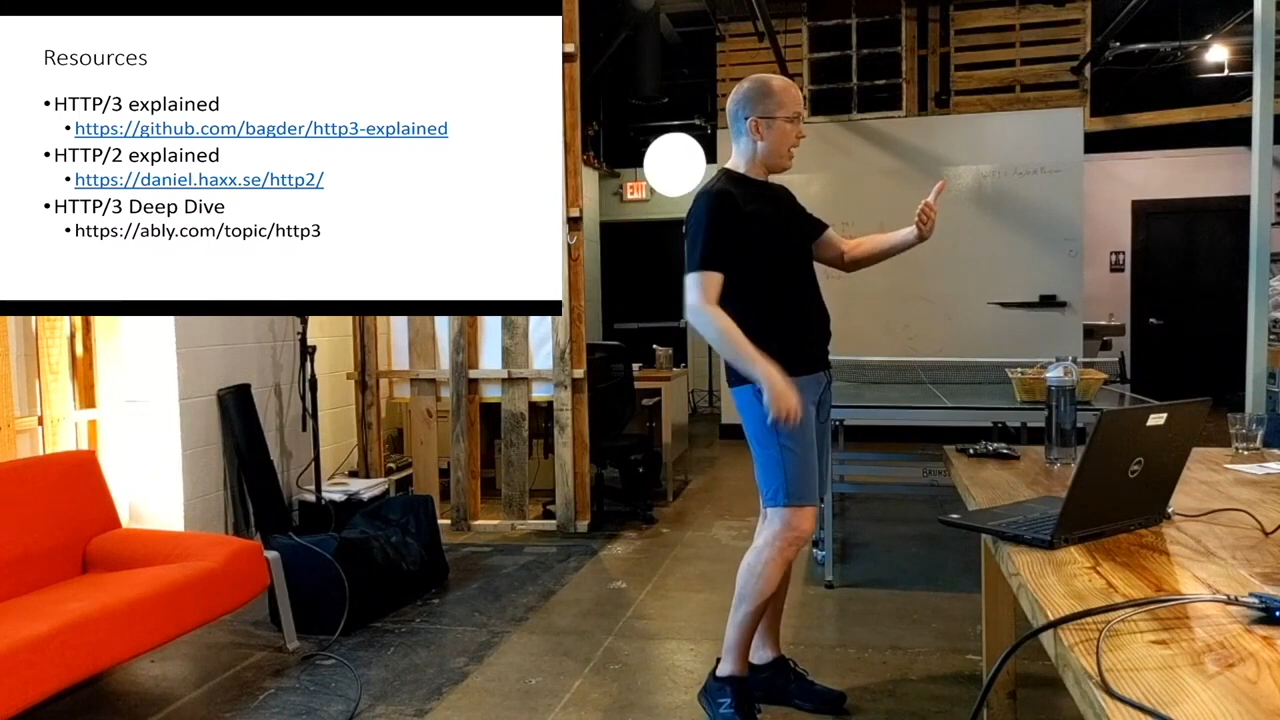 Resources
• HTTP/3 explained
• https://github.com/bagder/http3-explained
• HTTP/2 explained
• https://daniel.haxx.se/http2/
• HTTP/3 Deep Dive
• https://ably.com/topic/http3
EXIT
DELL
N